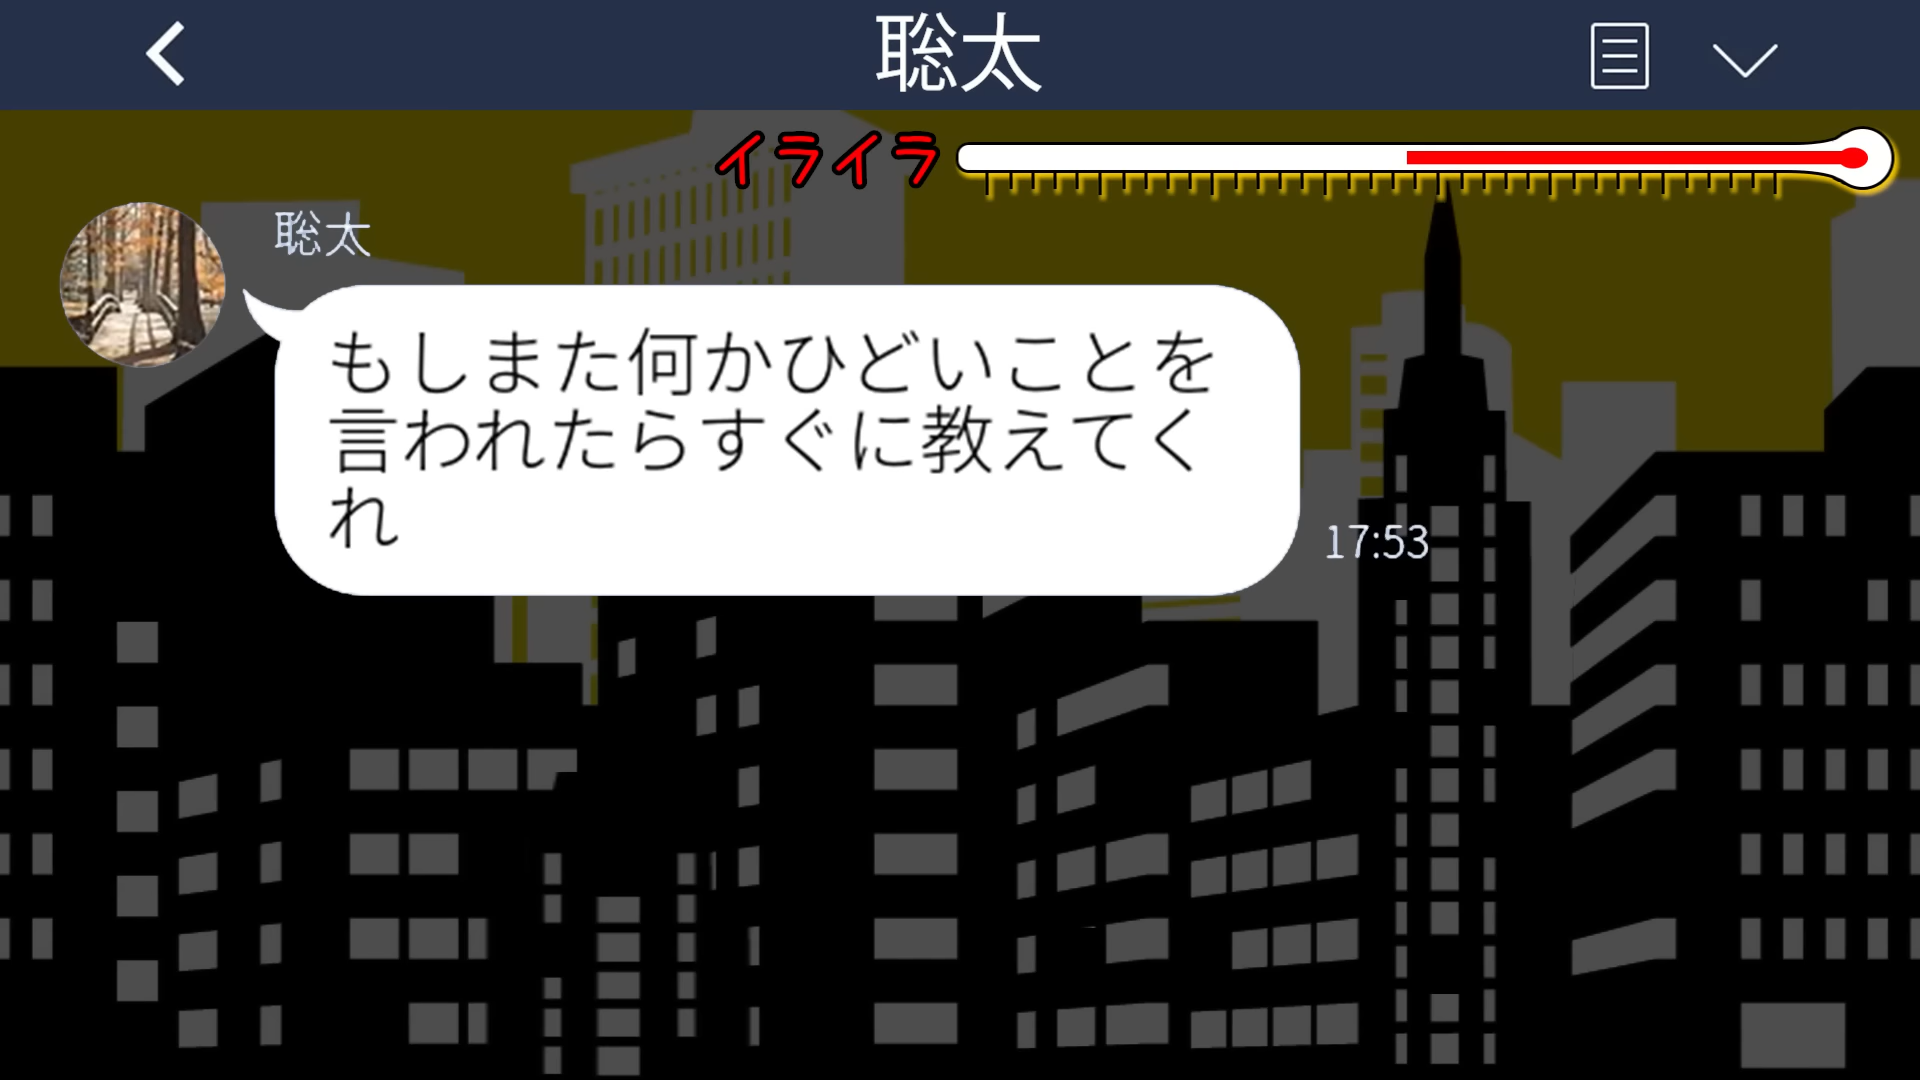 聡太
イライラ
聡太
もしまた何かひどいことを
言われたらすぐに教えてく
れ
17:53